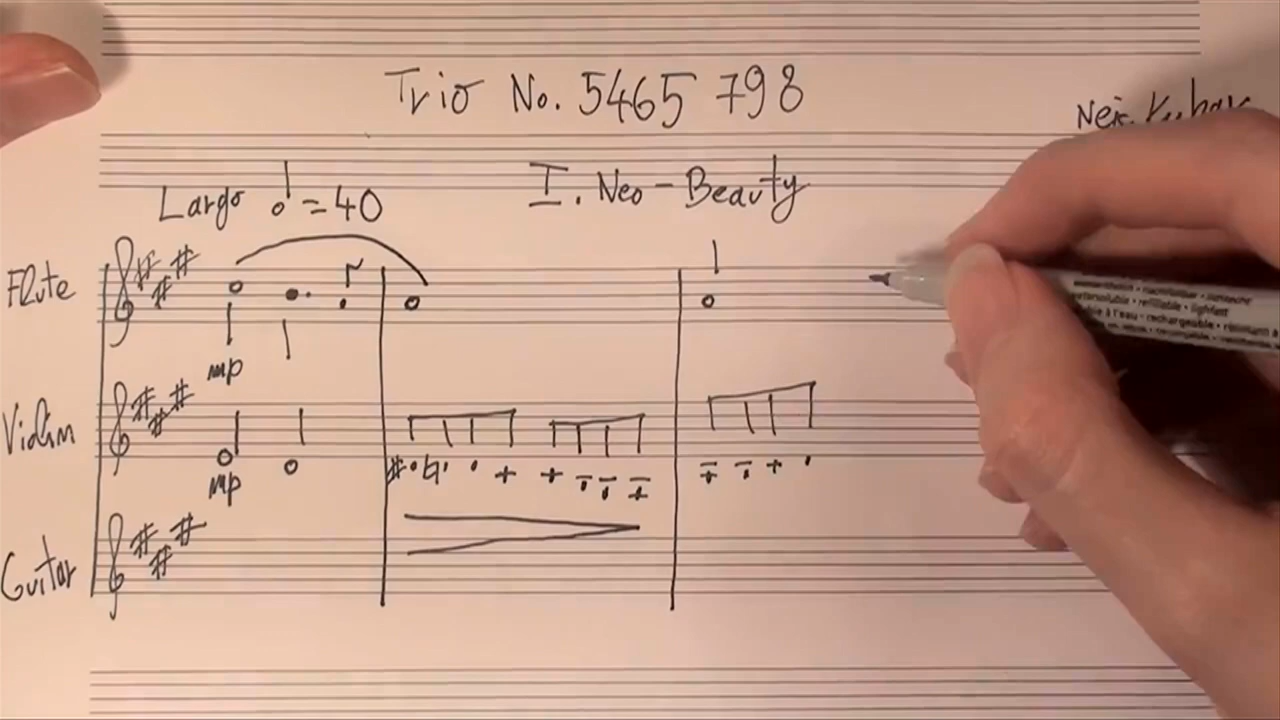 Trio No. 5465 798
Largo = 40
I. Neo-Beauty
Flute
mp
Violin
mp
Guitar